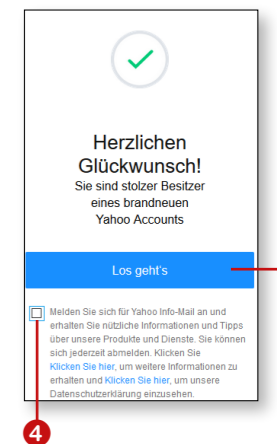 Herzlichen
Glückwunsch!
Sie sind stolzer Besitzer
eines brandneuen
Yahoo Accounts
Los geht's
Melden Sie sich für Yahoo Info-Mail an und
erhalten Sie nützliche Informationen und Tipps
über unsere Produkte und Dienste. Sie können
sich jederzeit abmelden. Klicken Sie
Klicken Sie hier, um weitere Informationen zu
erhalten und Klicken Sie hier, um unsere
Datenschutzerklärung einzusehen.
4